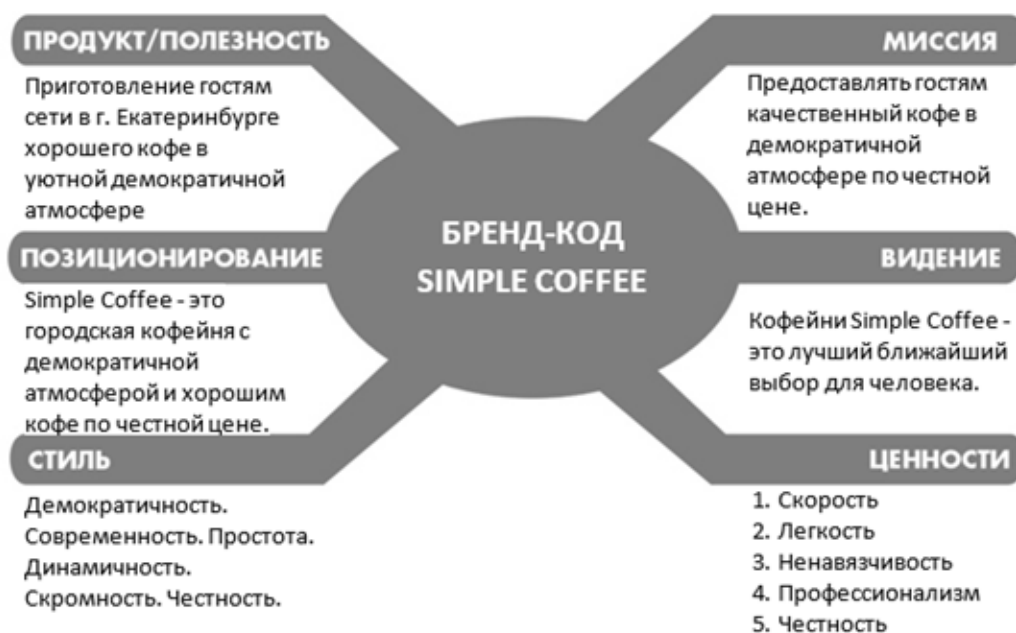 ПРОДУКТ/ПОЛЕЗНОСТЬ
Приготовление гостям
сети в г. Екатеринбурге
хорошего кофе в
уютной демократичной
атмосфере
ПОЗИЦИОНИРОВАНИЕ
Simple Coffee - это
городская кофейня с
демократичной
атмосферой и хорошим
кофе по честной цене.
СТИЛЬ
Демократичность.
Современность. Простота.
Динамичность.
Скромность. Честность.
БРЕНД-КОД
SIMPLE COFFEE
МИССИЯ
Предоставлять гостям
качественный кофе в
демократичной
атмосфере по честной
цене.
ВИДЕНИЕ
Кофейни Simple Coffee -
это лучший ближайший
выбор для человека.
ЦЕННОСТИ
1. Скорость
2. Легкость
3. Ненавязчивость
4. Профессионализм
5. Честность